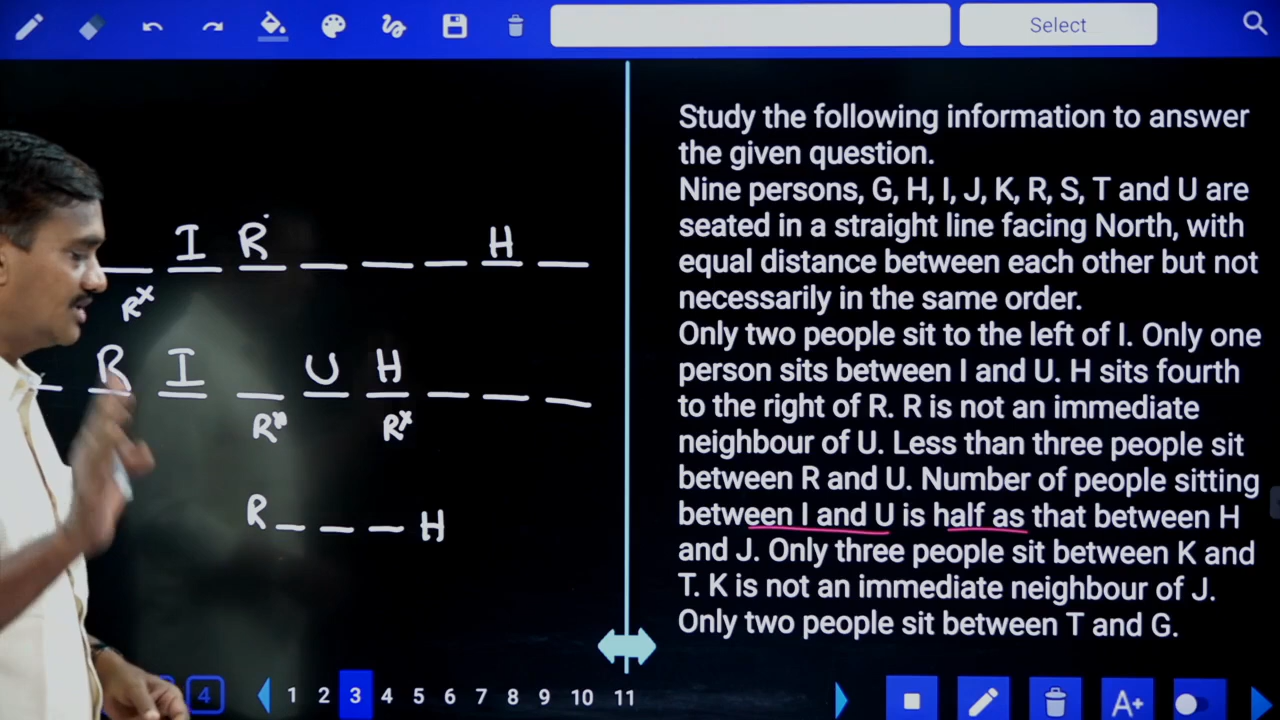 Select
Study the following information to answer
the given question.
Nine persons, G, H, I, J, K, R, S, T and U are
seated in a straight line facing North, with
equal distance between each other but not
necessarily in the same order.
Only two people sit to the left of I. Only one
person sits between I and U. H sits fourth
to the right of R. R is not an immediate
neighbour of U. Less than three people sit
between R and U. Number of people sitting
between I and U is half as that between H
and J. Only three people sit between K and
T. K is not an immediate neighbour of J.
Only two people sit between T and G.
I R H
R×
R I U H
R× R×
R _ _ _ H
4 1 2 3 4 5 6 7 8 9 10 11 A+